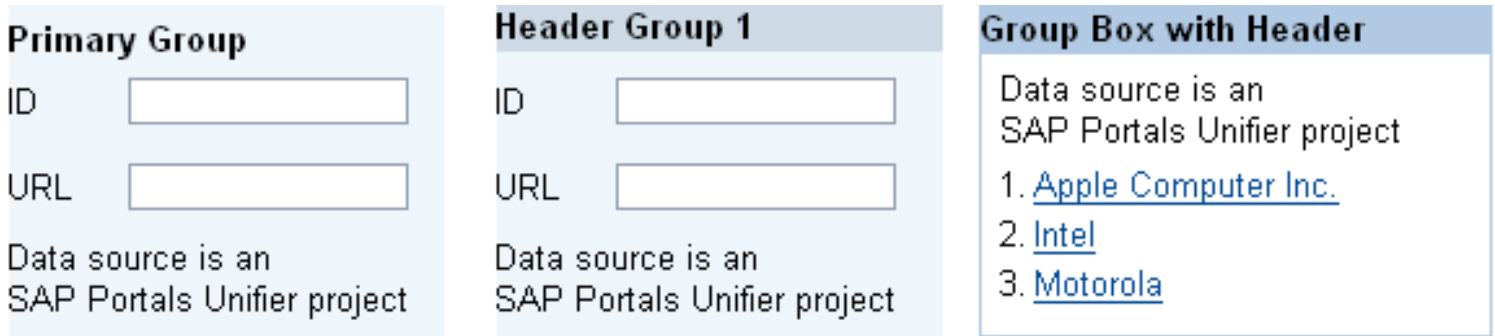 Primary Group
ID
URL
Data source is an
SAP Portals Unifier project
Header Group 1
ID
URL
Data source is an
SAP Portals Unifier project
Group Box with Header
Data source is an
SAP Portals Unifier project
1. Apple Computer Inc.
2. Intel
3. Motorola